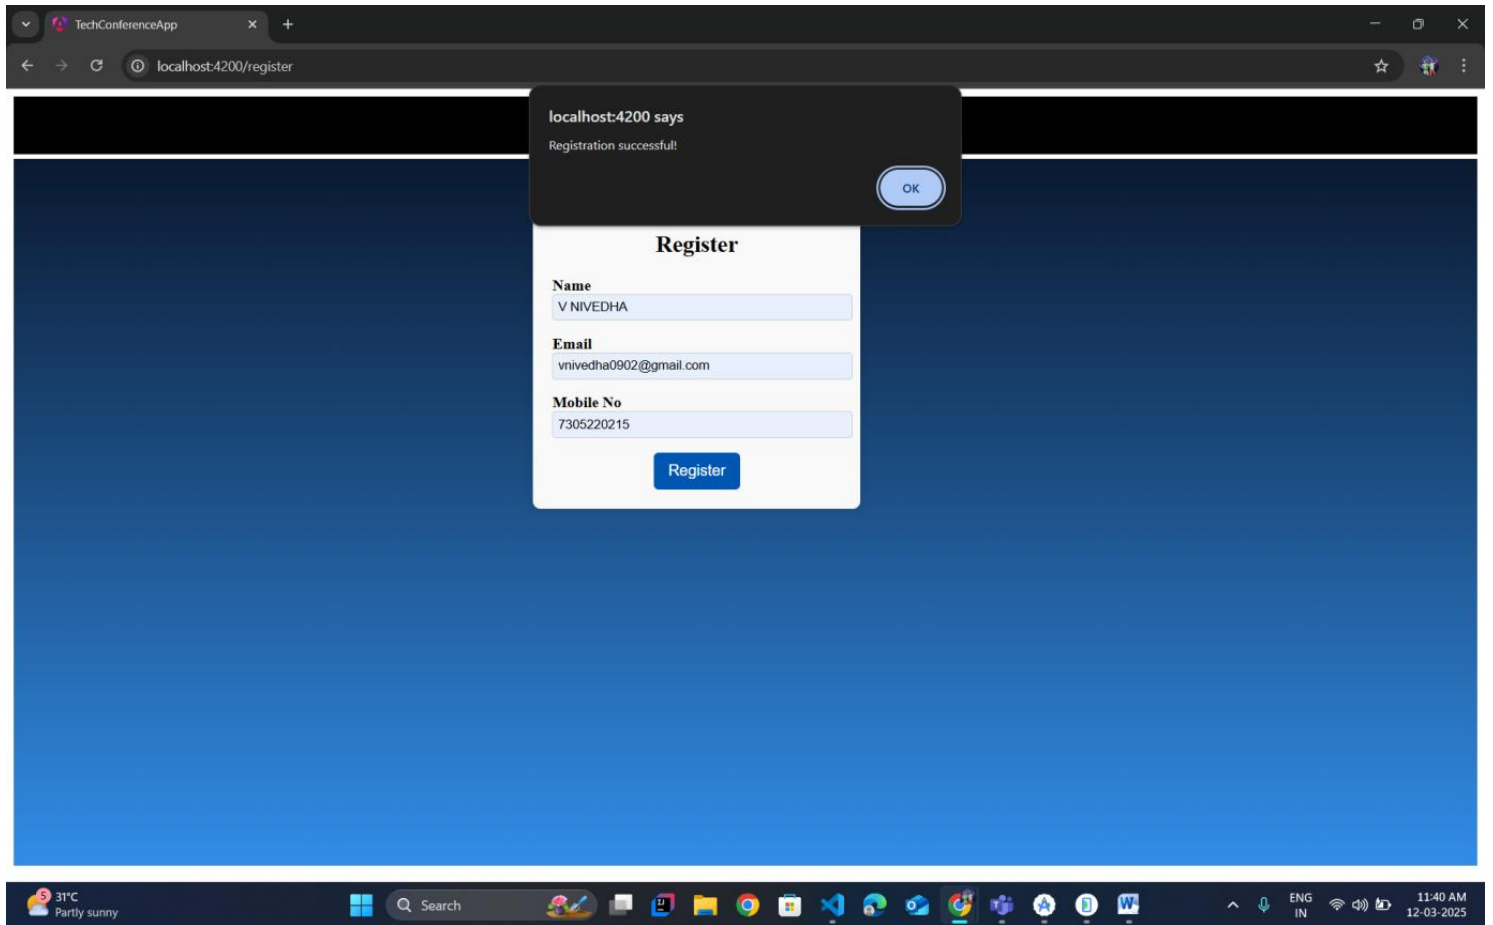 TechConferenceApp
localhost:4200/register
localhost:4200 says
Registration successful!
OK
Register
Name
V NIVEDHA
Email
vnivedha0902@gmail.com
Mobile No
7305220215
Register
5
31°C
Partly sunny
Search
ENG
IN
11:40 AM
12-03-2025